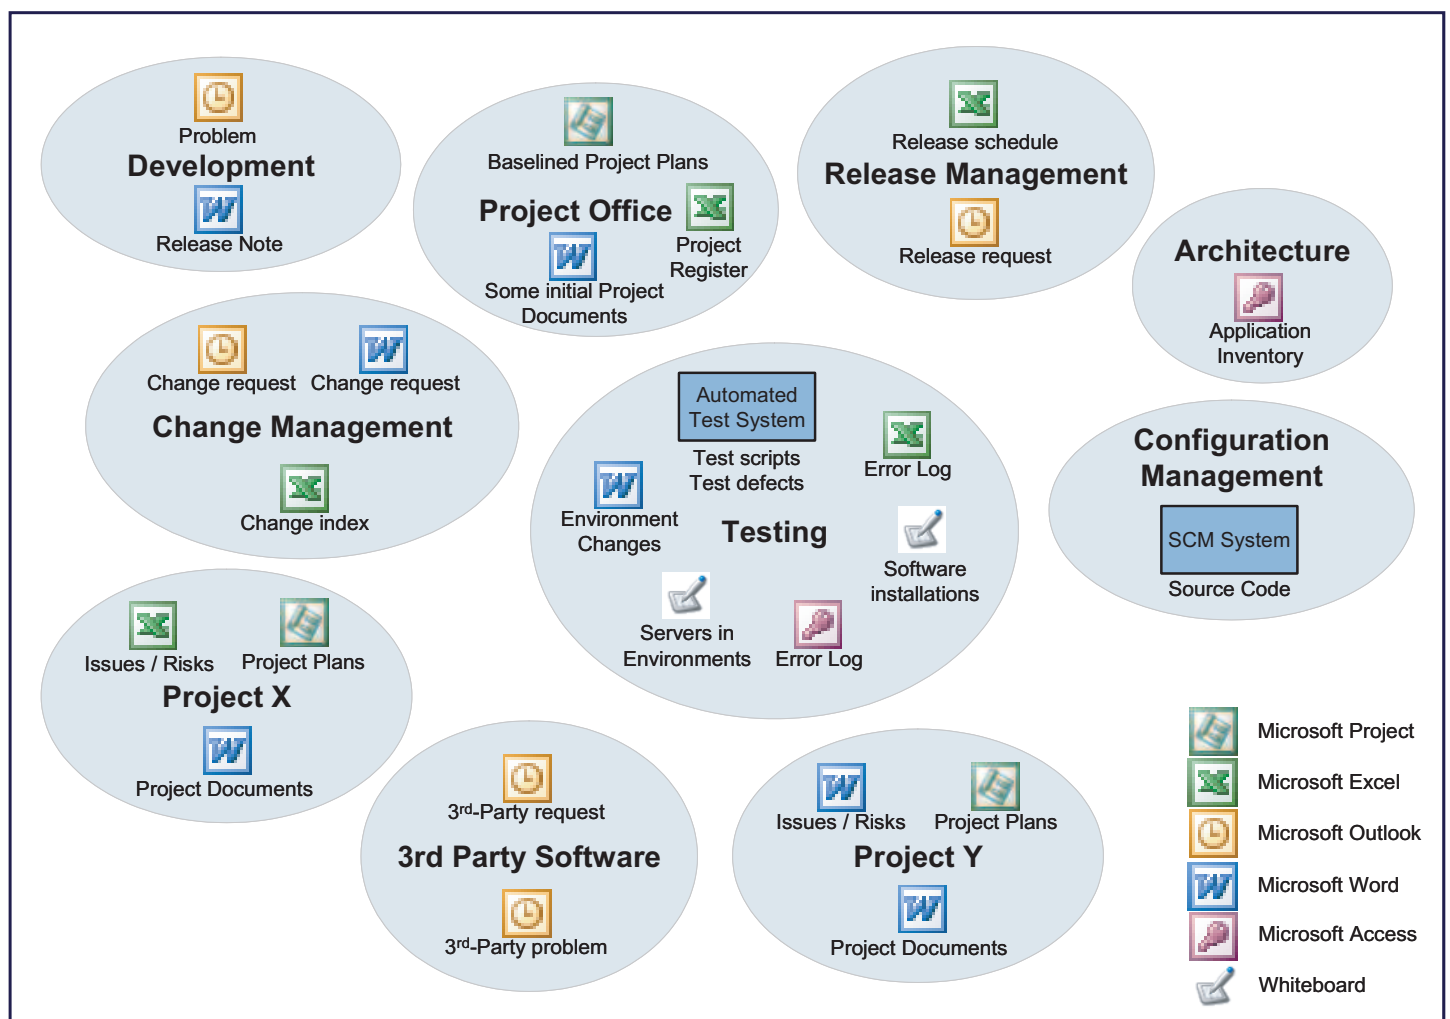 Problem
Development
Release Note
Baselined Project Plans
Project Office
Project
Register
Some initial Project
Documents
Release schedule
Release Management
Release request
Architecture
Application
Inventory
Change request
Change request
Change Management
Change index
Automated
Test System
Test scripts
Test defects
Error Log
Environment
Changes
Testing
Software
installations
Servers in
Environments
Error Log
Configuration
Management
SCM System
Source Code
Issues / Risks
Project Plans
Project X
Project Documents
3rd-Party request
3rd Party Software
3rd-Party problem
Issues / Risks
Project Plans
Project Y
Project Documents
Microsoft Project
Microsoft Excel
Microsoft Outlook
Microsoft Word
Microsoft Access
Whiteboard